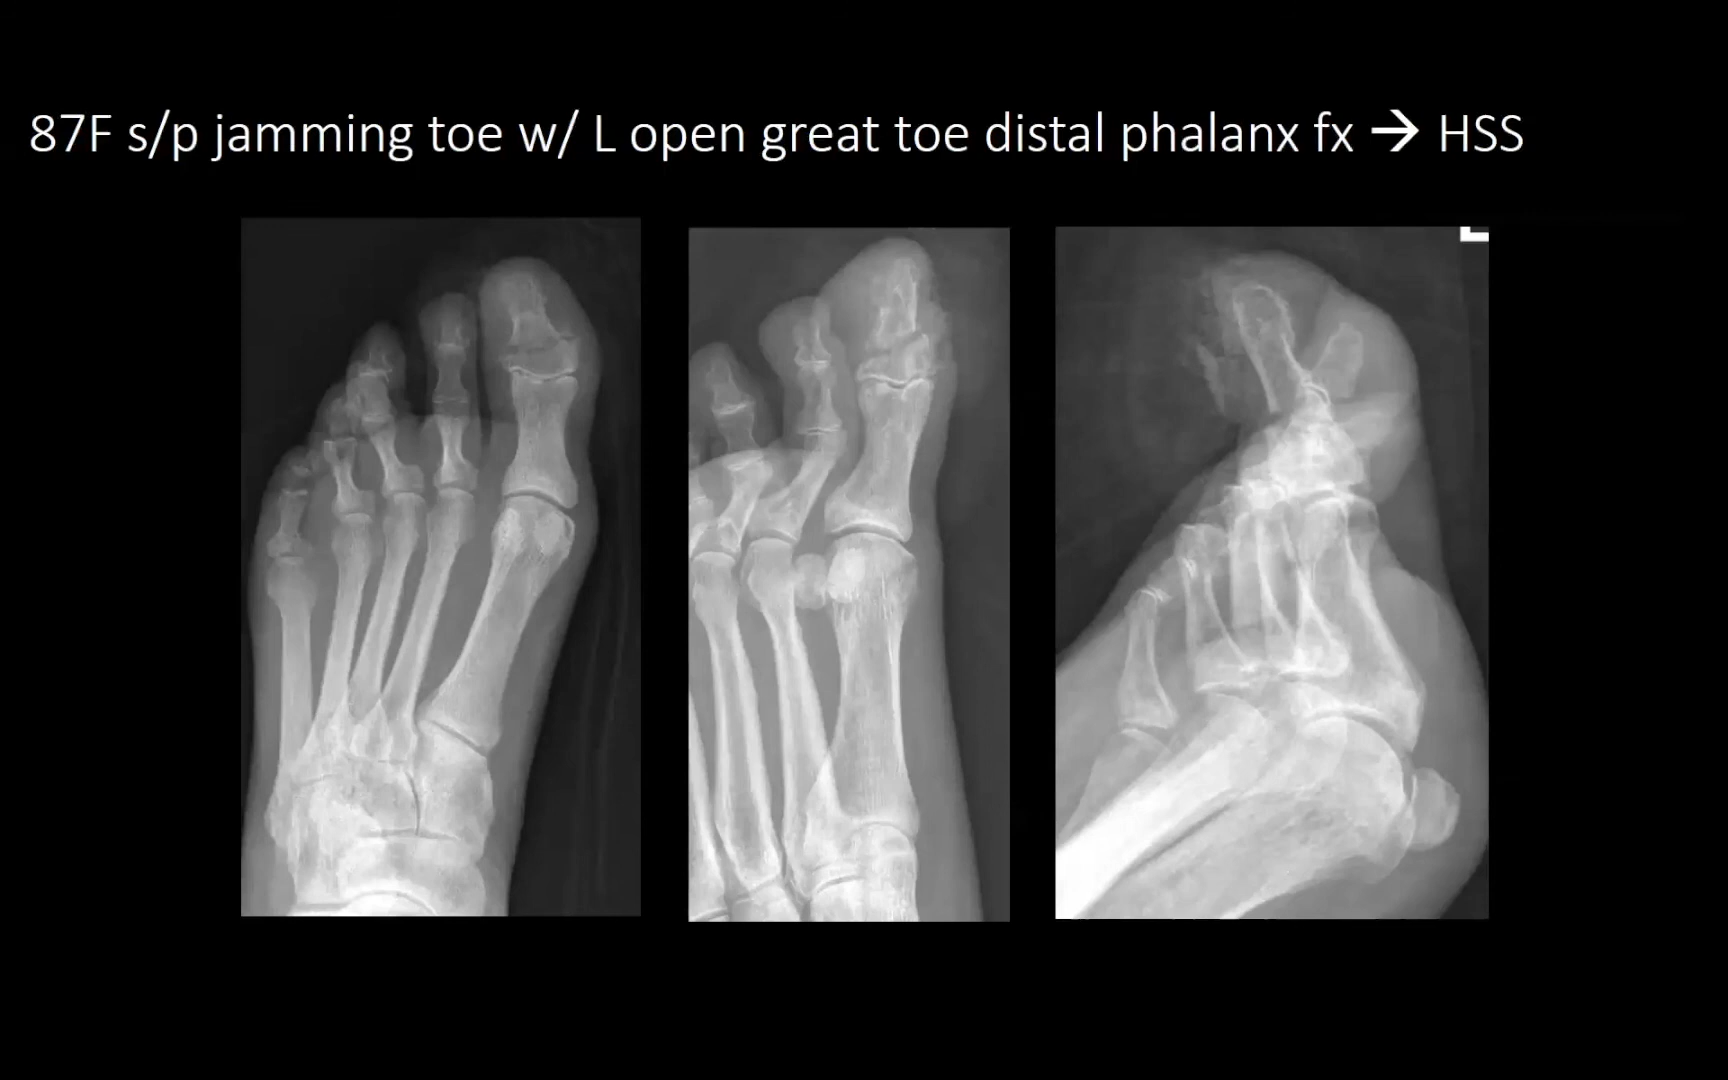 87F s/p jamming toe w/ L open great toe distal phalanx fx → HSS
L